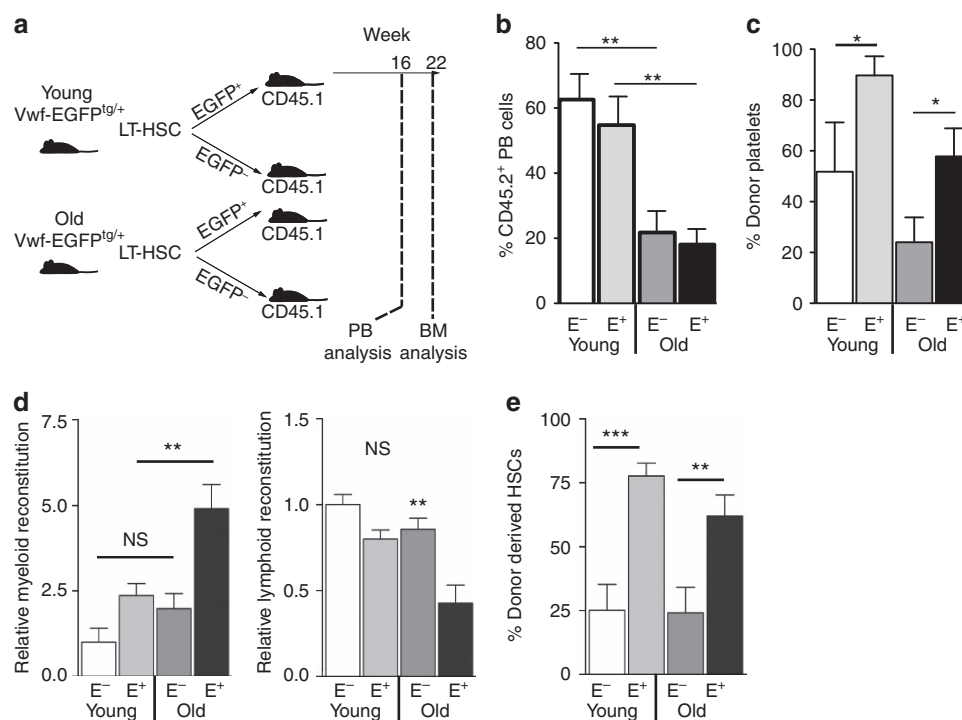 a
Week
16 22
Young
Vwf-EGFPtg/+
LT-HSC
EGFP+
CD45.1
EGFP–
CD45.1
Old
Vwf-EGFPtg/+
LT-HSC
EGFP+
CD45.1
EGFP–
CD45.1
PB analysis
BM analysis
b
% CD45.2+ PB cells
80
60
40
20
0
**
**
E– E+ E– E+
Young Old
c
% Donor platelets
100
80
60
40
20
0
*
*
E– E+ E– E+
Young Old
d
Relative myeloid reconstitution
7.5
5.0
2.5
0.0
**
NS
E– E+ E– E+
Young Old
Relative lymphoid reconstitution
1.5
1.0
0.5
0.0
NS
**
E– E+ E– E+
Young Old
e
% Donor derived HSCs
100
75
50
25
0
***
**
E– E+ E– E+
Young Old